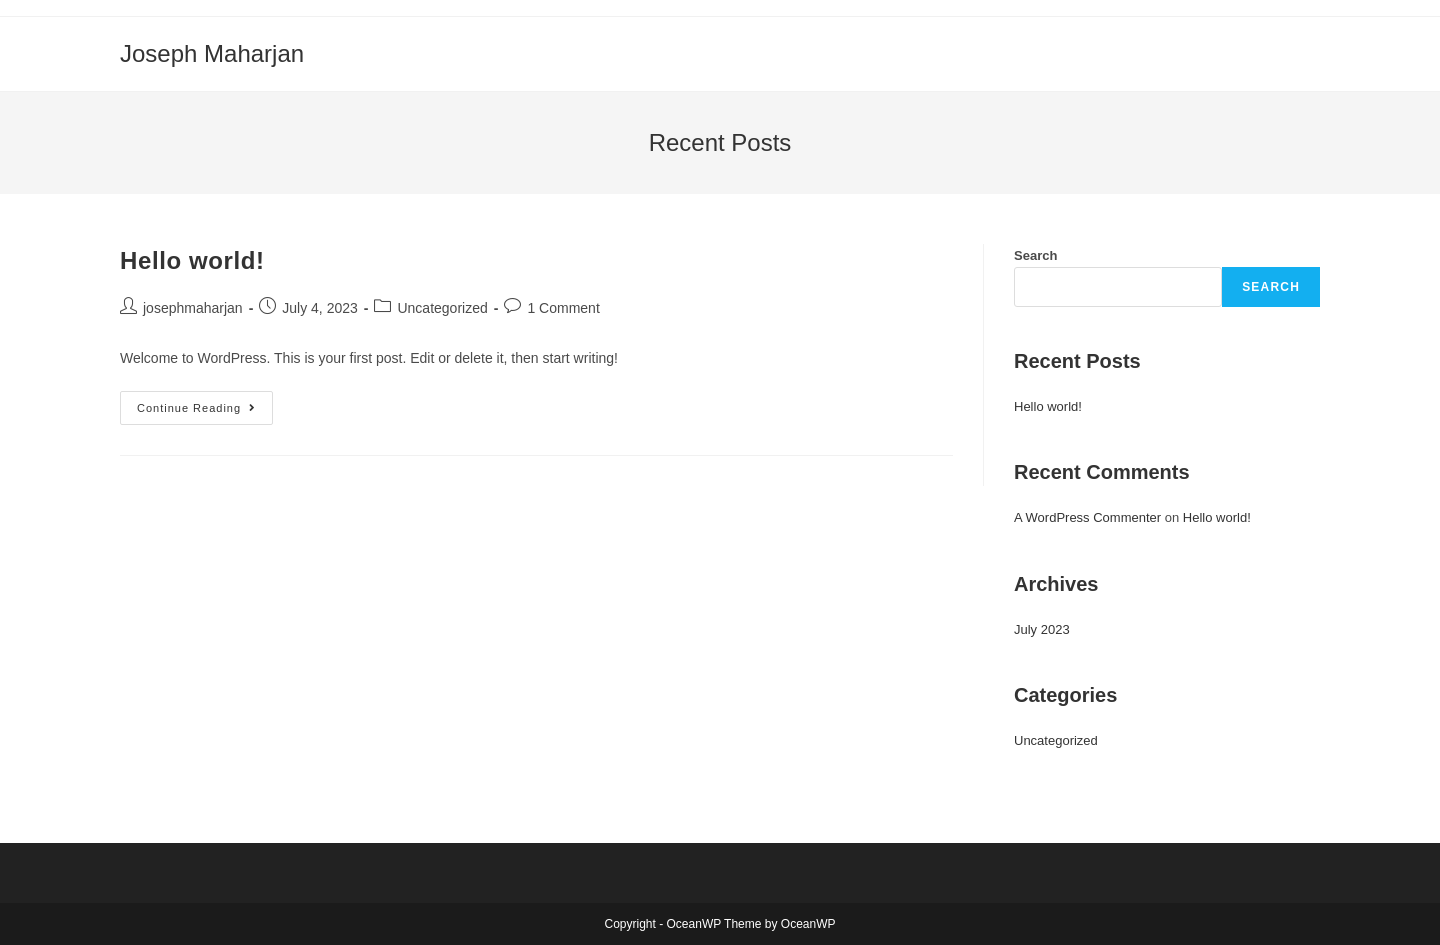 Joseph Maharjan
Recent Posts
Hello world!
josephmaharjan - July 4, 2023 - Uncategorized - 1 Comment
Welcome to WordPress. This is your first post. Edit or delete it, then start writing!
Continue Reading
Search
SEARCH
Recent Posts
Hello world!
Recent Comments
A WordPress Commenter on Hello world!
Archives
July 2023
Categories
Uncategorized
Copyright - OceanWP Theme by OceanWP